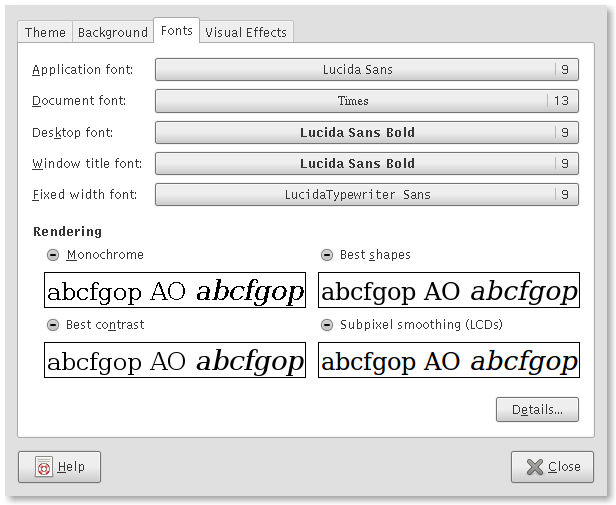 Theme Background Fonts Visual Effects
Application font: Lucida Sans 9
Document font: Times 13
Desktop font: Lucida Sans Bold 9
Window title font: Lucida Sans Bold 9
Fixed width font: LucidaTypewriter Sans 9
Rendering
Monochrome Best shapes
abcfgop AO abcfgop abcfgop AO abcfgop
Best contrast Subpixel smoothing (LCDs)
abcfgop AO abcfgop abcfgop AO abcfgop
Details...
Help Close